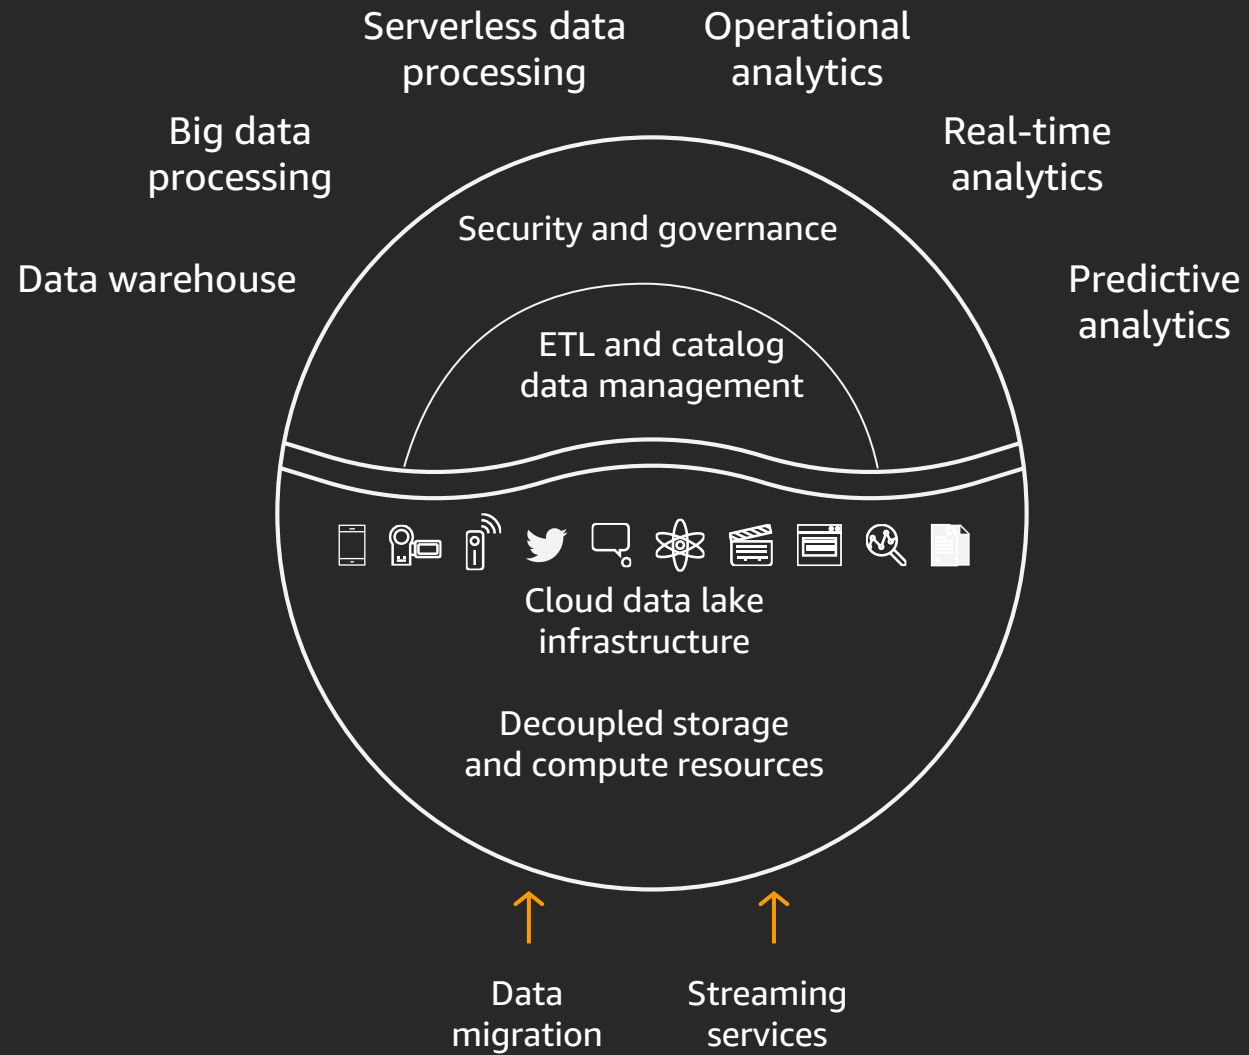 Serverless data
processing
Operational
analytics
Big data
processing
Real-time
analytics
Security and governance
Data warehouse
Predictive
analytics
ETL and catalog
data management
Cloud data lake
infrastructure
Decoupled storage
and compute resources
Data
migration
Streaming
services